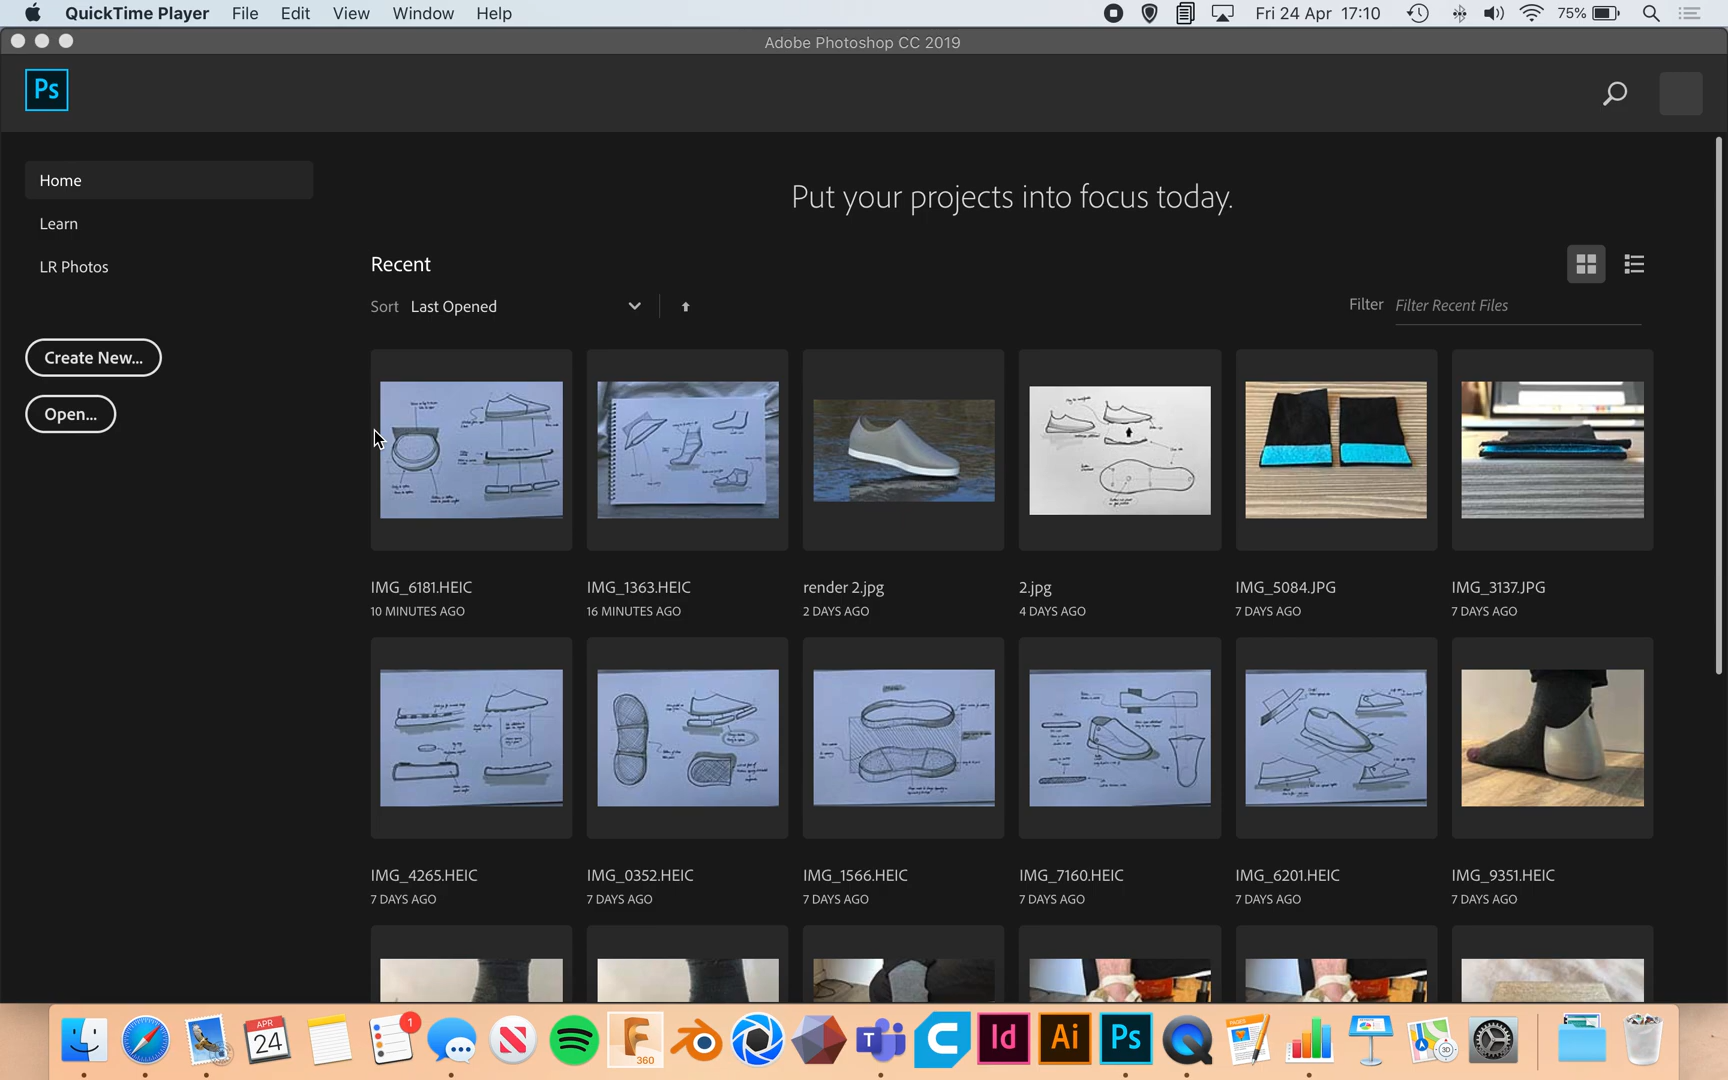 QuickTime Player File Edit View Window Help Fri 24 Apr 17:10 75%
Adobe Photoshop CC 2019
Ps
Home
Learn
LR Photos
Create New...
Open...
Put your projects into focus today.
Recent
Sort Last Opened
Filter Filter Recent Files
IMG_6181.HEIC IMG_1363.HEIC render 2.jpg 2.jpg IMG_5084.JPG IMG_3137.JPG
10 MINUTES AGO 16 MINUTES AGO 2 DAYS AGO 4 DAYS AGO 7 DAYS AGO 7 DAYS AGO
IMG_4265.HEIC IMG_0352.HEIC IMG_1566.HEIC IMG_7160.HEIC IMG_6201.HEIC IMG_9351.HEIC
7 DAYS AGO 7 DAYS AGO 7 DAYS AGO 7 DAYS AGO 7 DAYS AGO 7 DAYS AGO
APR
24
1
N
F
360
T
C
Id
Ai
Ps
PAGES
3D